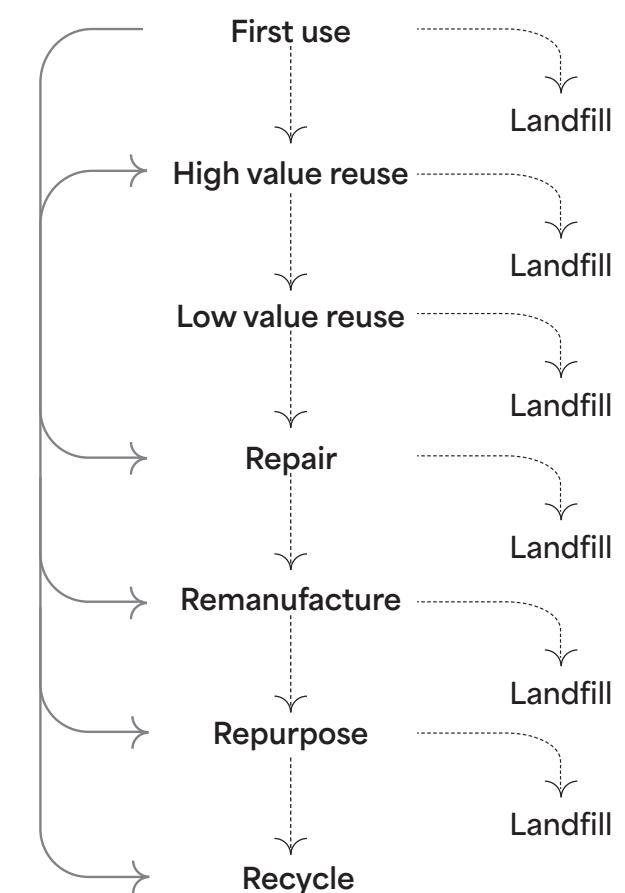 First use
Landfill
High value reuse
Landfill
Low value reuse
Landfill
Repair
Landfill
Remanufacture
Landfill
Repurpose
Landfill
Recycle